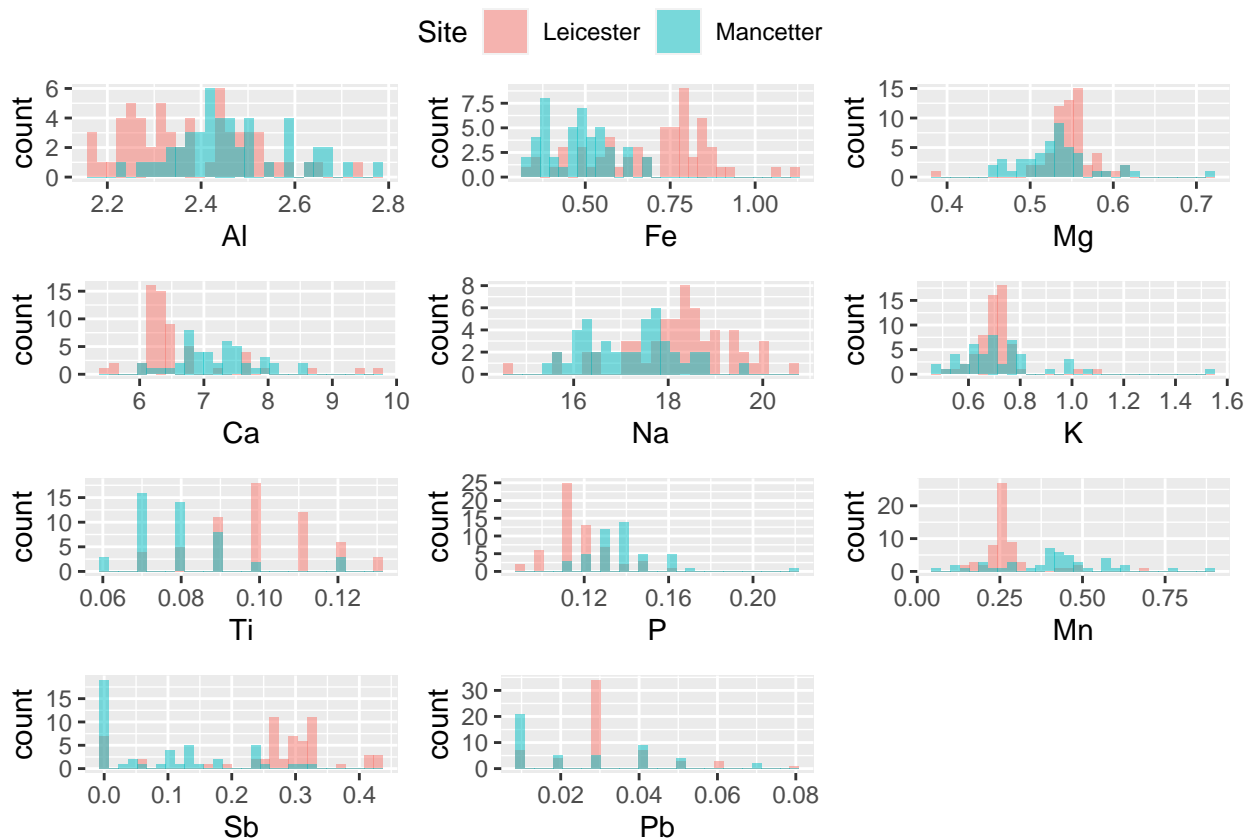 Site Leicester Mancetter
count 0 2 4 6
2.2 2.4 2.6 2.8
Al
count 0.0 2.5 5.0 7.5
0.50 0.75 1.00
Fe
count 0 5 10 15
0.4 0.5 0.6 0.7
Mg
count 0 5 10 15
6 7 8 9 10
Ca
count 0 2 4 6 8
16 18 20
Na
count 0 5 10 15
0.6 0.8 1.0 1.2 1.4 1.6
K
count 0 5 10 15
0.06 0.08 0.10 0.12
Ti
count 0 5 10 15 20 25
0.12 0.16 0.20
P
count 0 10 20
0.00 0.25 0.50 0.75
Mn
count 0 5 10 15
0.0 0.1 0.2 0.3 0.4
Sb
count 0 10 20 30
0.02 0.04 0.06 0.08
Pb